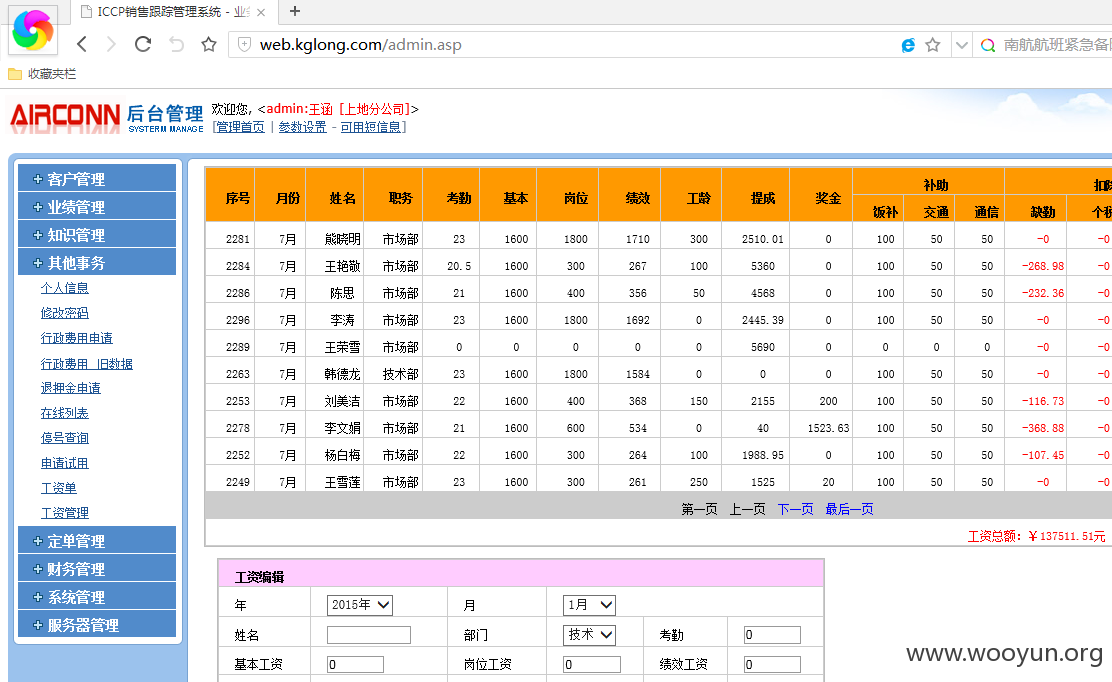 ICCP销售跟踪管理系统 - 业
web.kglong.com/admin.asp
南航航班紧急备
收藏夹栏
AIRCONN 后台管理
SYSTERM MANAGE
欢迎您, <admin:王涵 [上地分公司]>
[管理首页 | 参数设置 - 可用短信息]
客户管理
业绩管理
知识管理
其他事务
个人信息
修改密码
行政费用申请
行政费用_旧数据
退押金申请
在线列表
停号查询
申请试用
工资单
工资管理
定单管理
财务管理
系统管理
服务器管理
序号 月份 姓名 职务 考勤 基本 岗位 绩效 工龄 提成 奖金 补助 扣除
饭补 交通 通信 缺勤 个税
2281 7月 熊晓明 市场部 23 1600 1800 1710 300 2510.01 0 100 50 50 -0 -0
2284 7月 王艳敬 市场部 20.5 1600 300 267 100 5360 0 100 50 50 -268.98 -0
2286 7月 陈思 市场部 21 1600 400 356 50 4568 0 100 50 50 -232.36 -0
2296 7月 李涛 市场部 23 1600 1800 1692 0 2445.39 0 100 50 50 -0 -0
2289 7月 王荣雪 市场部 0 0 0 0 0 5690 0 0 0 0 -0 -0
2263 7月 韩德龙 技术部 23 1600 1800 1584 0 0 0 100 50 50 -0 -0
2253 7月 刘美洁 市场部 22 1600 400 368 150 2155 200 100 50 50 -116.73 -0
2278 7月 李文娟 市场部 21 1600 600 534 0 40 1523.63 100 50 50 -368.88 -0
2252 7月 杨白梅 市场部 22 1600 300 264 100 1988.95 0 100 50 50 -107.45 -0
2249 7月 王雪莲 市场部 23 1600 300 261 250 1525 20 100 50 50 -0 -0
第一页 上一页 下一页 最后一页
工资总额：￥137511.51元
工资编辑
年 2015年 月 1月
姓名 部门 技术 考勤 0
基本工资 0 岗位工资 0 绩效工资 0
www.wooyun.org